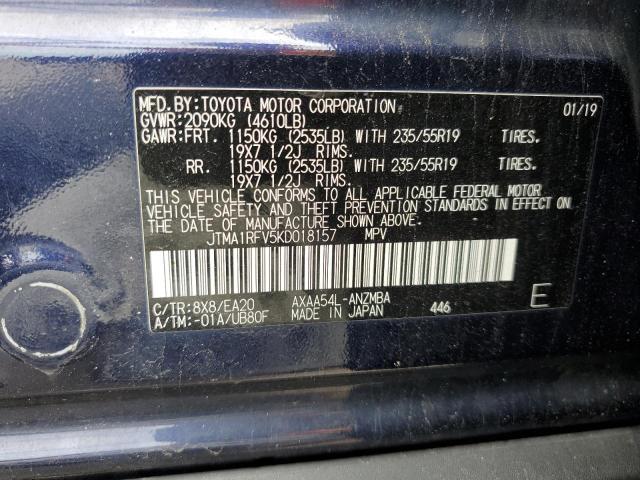 MFD. BY: TOYOTA MOTOR CORPORATION 01/19
GVWR: 2090KG (4610LB)
GAWR: FRT. 1150KG (2535LB) WITH 235/55R19 TIRES.
19X7 1/2J RIMS.
RR. 1150KG (2535LB) WITH 235/55R19 TIRES.
19X7 1/2J RIMS.
THIS VEHICLE CONFORMS TO ALL APPLICABLE FEDERAL MOTOR
VEHICLE SAFETY AND THEFT PREVENTION STANDARDS IN EFFECT ON
THE DATE OF MANUFACTURE SHOWN ABOVE.
JTMA1RFV5KD018157 MPV
C/TR: 8X8/EA20 AXAA54L-ANZMBA 446 E
A/TM: -01A/UB80F MADE IN JAPAN